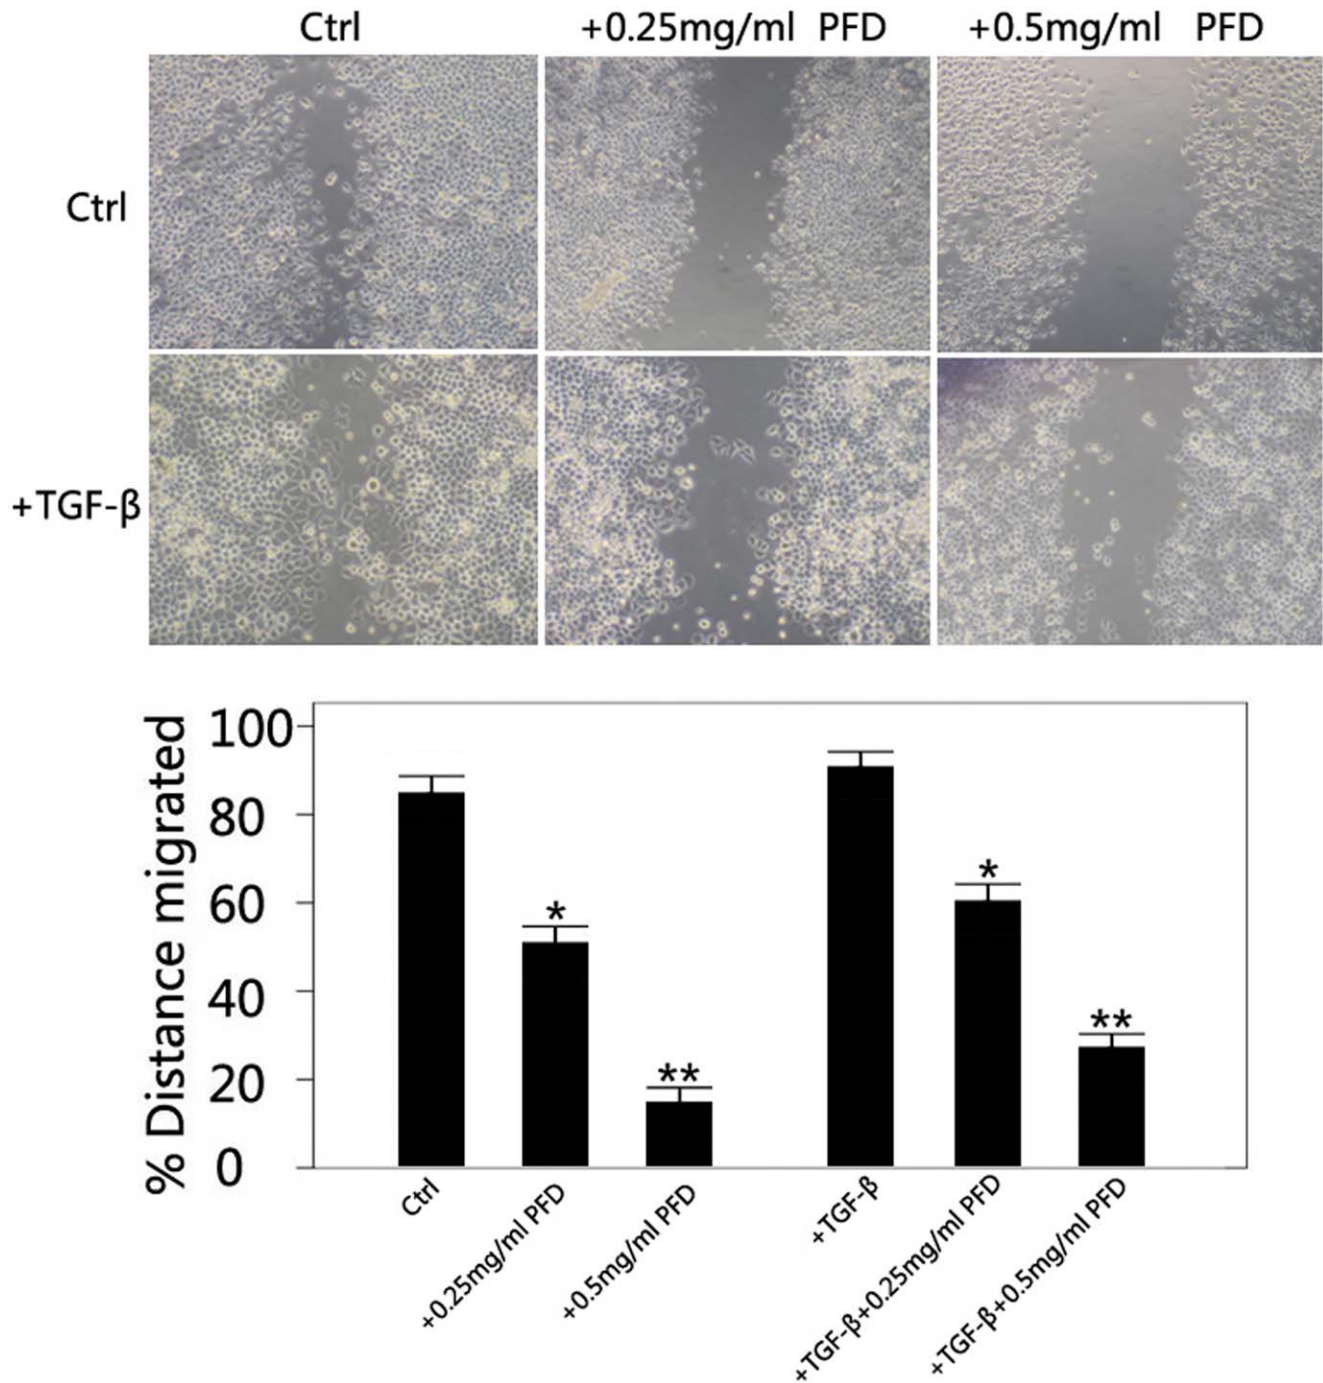 Ctrl +0.25mg/ml PFD +0.5mg/ml PFD
Ctrl
+TGF-β
% Distance migrated
100
80
60
40
20
0
*
**
*
**
Ctrl
+0.25mg/ml PFD
+0.5mg/ml PFD
+TGF-β
+TGF-β+0.25mg/ml PFD
+TGF-β+0.5mg/ml PFD